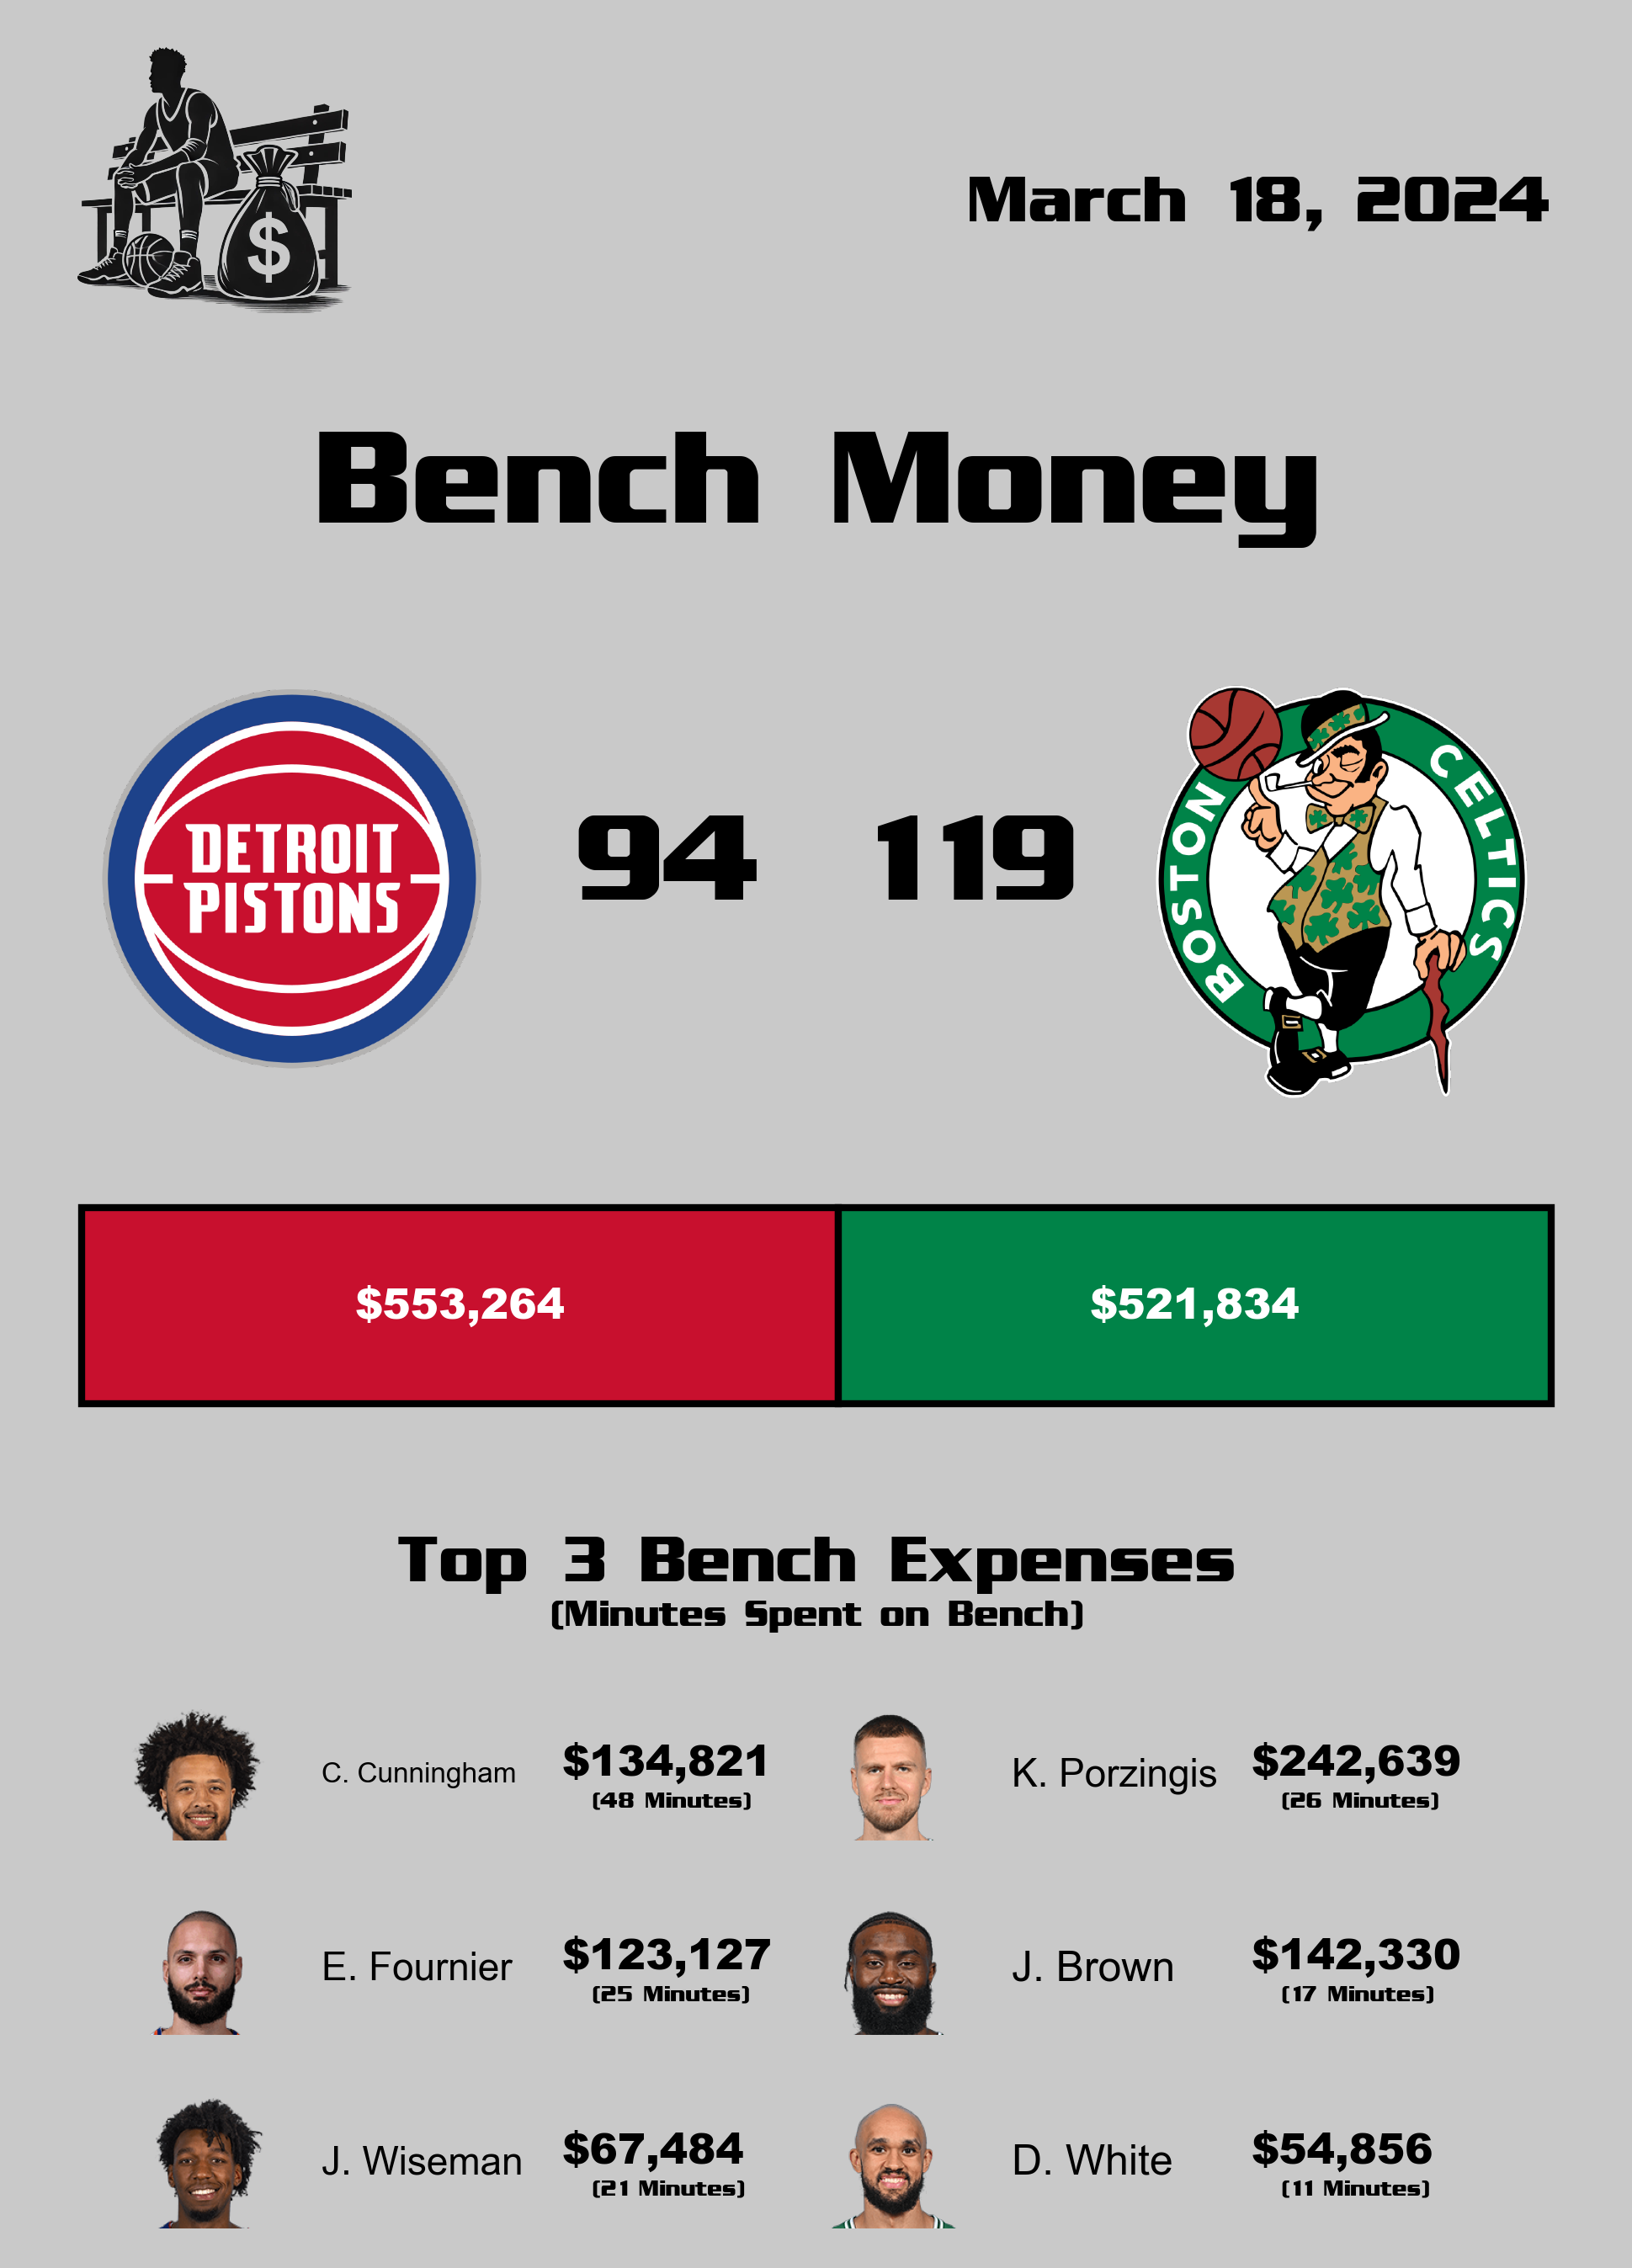 $
March 18, 2024
Bench Money
DETROIT
PISTONS
94
119
BOSTON CELTICS
$553,264
$521,834
Top 3 Bench Expenses
(Minutes Spent on Bench)
C. Cunningham
$134,821
(48 Minutes)
K. Porzingis
$242,639
(26 Minutes)
E. Fournier
$123,127
(25 Minutes)
J. Brown
$142,330
(17 Minutes)
J. Wiseman
$67,484
(21 Minutes)
D. White
$54,856
(11 Minutes)